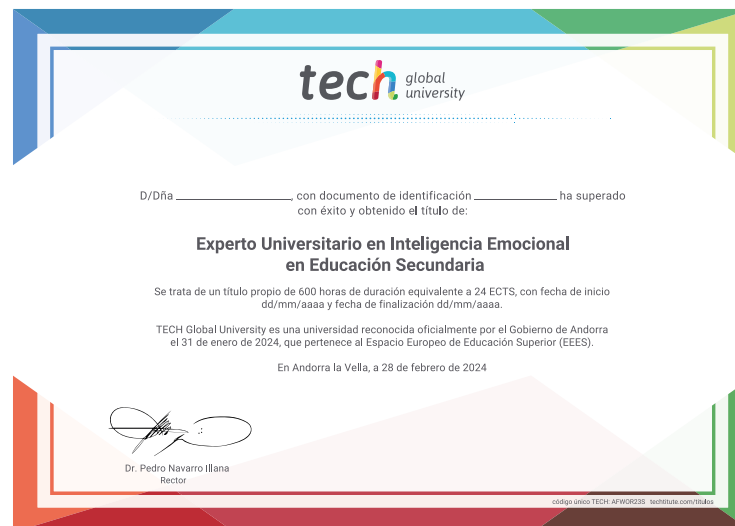 tech global university
D/Dña ____________, con documento de identificación ____________ ha superado
con éxito y obtenido el título de:
Experto Universitario en Inteligencia Emocional
en Educación Secundaria
Se trata de un título propio de 600 horas de duración equivalente a 24 ECTS, con fecha de inicio
dd/mm/aaaa y fecha de finalización dd/mm/aaaa.
TECH Global University es una universidad reconocida oficialmente por el Gobierno de Andorra
el 31 de enero de 2024, que pertenece al Espacio Europeo de Educación Superior (EEES).
En Andorra la Vella, a 28 de febrero de 2024
Dr. Pedro Navarro Illana
Rector
código único TECH: AFWOR23S techtitute.com/titulos